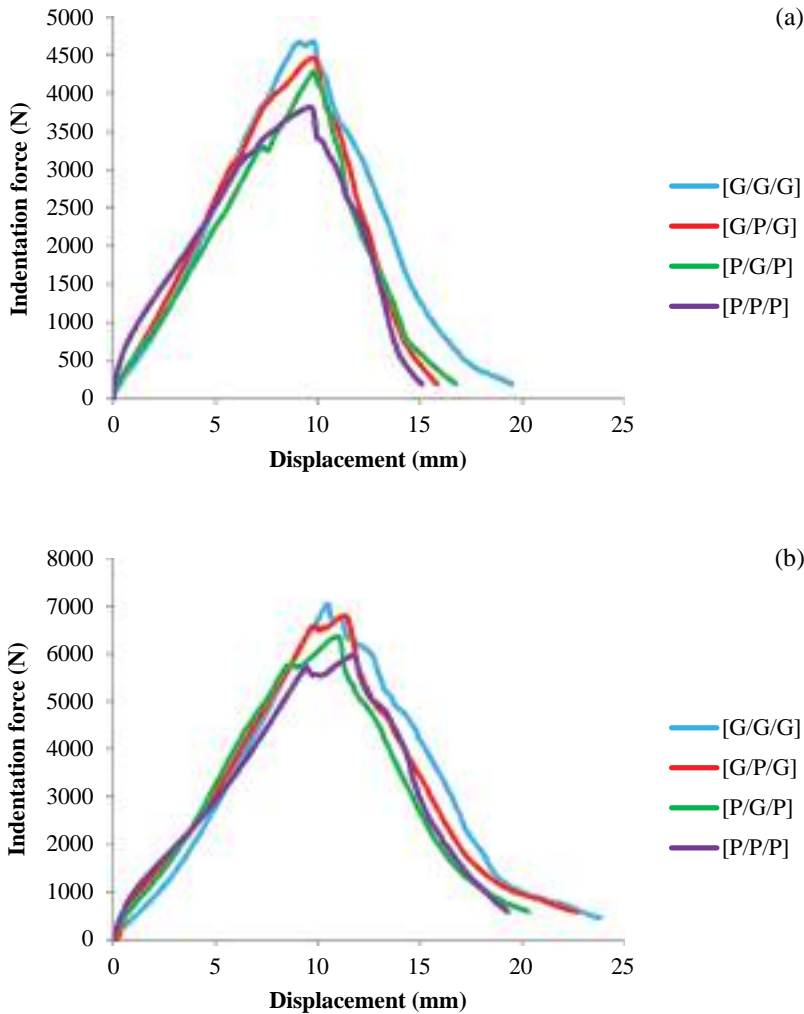 (a)
5000
4500
4000
3500
3000
2500
2000
1500
1000
500
0
Indentation force (N)
0 5 10 15 20 25
Displacement (mm)
[G/G/G]
[G/P/G]
[P/G/P]
[P/P/P]
(b)
8000
7000
6000
5000
4000
3000
2000
1000
0
Indentation force (N)
0 5 10 15 20 25
Displacement (mm)
[G/G/G]
[G/P/G]
[P/G/P]
[P/P/P]